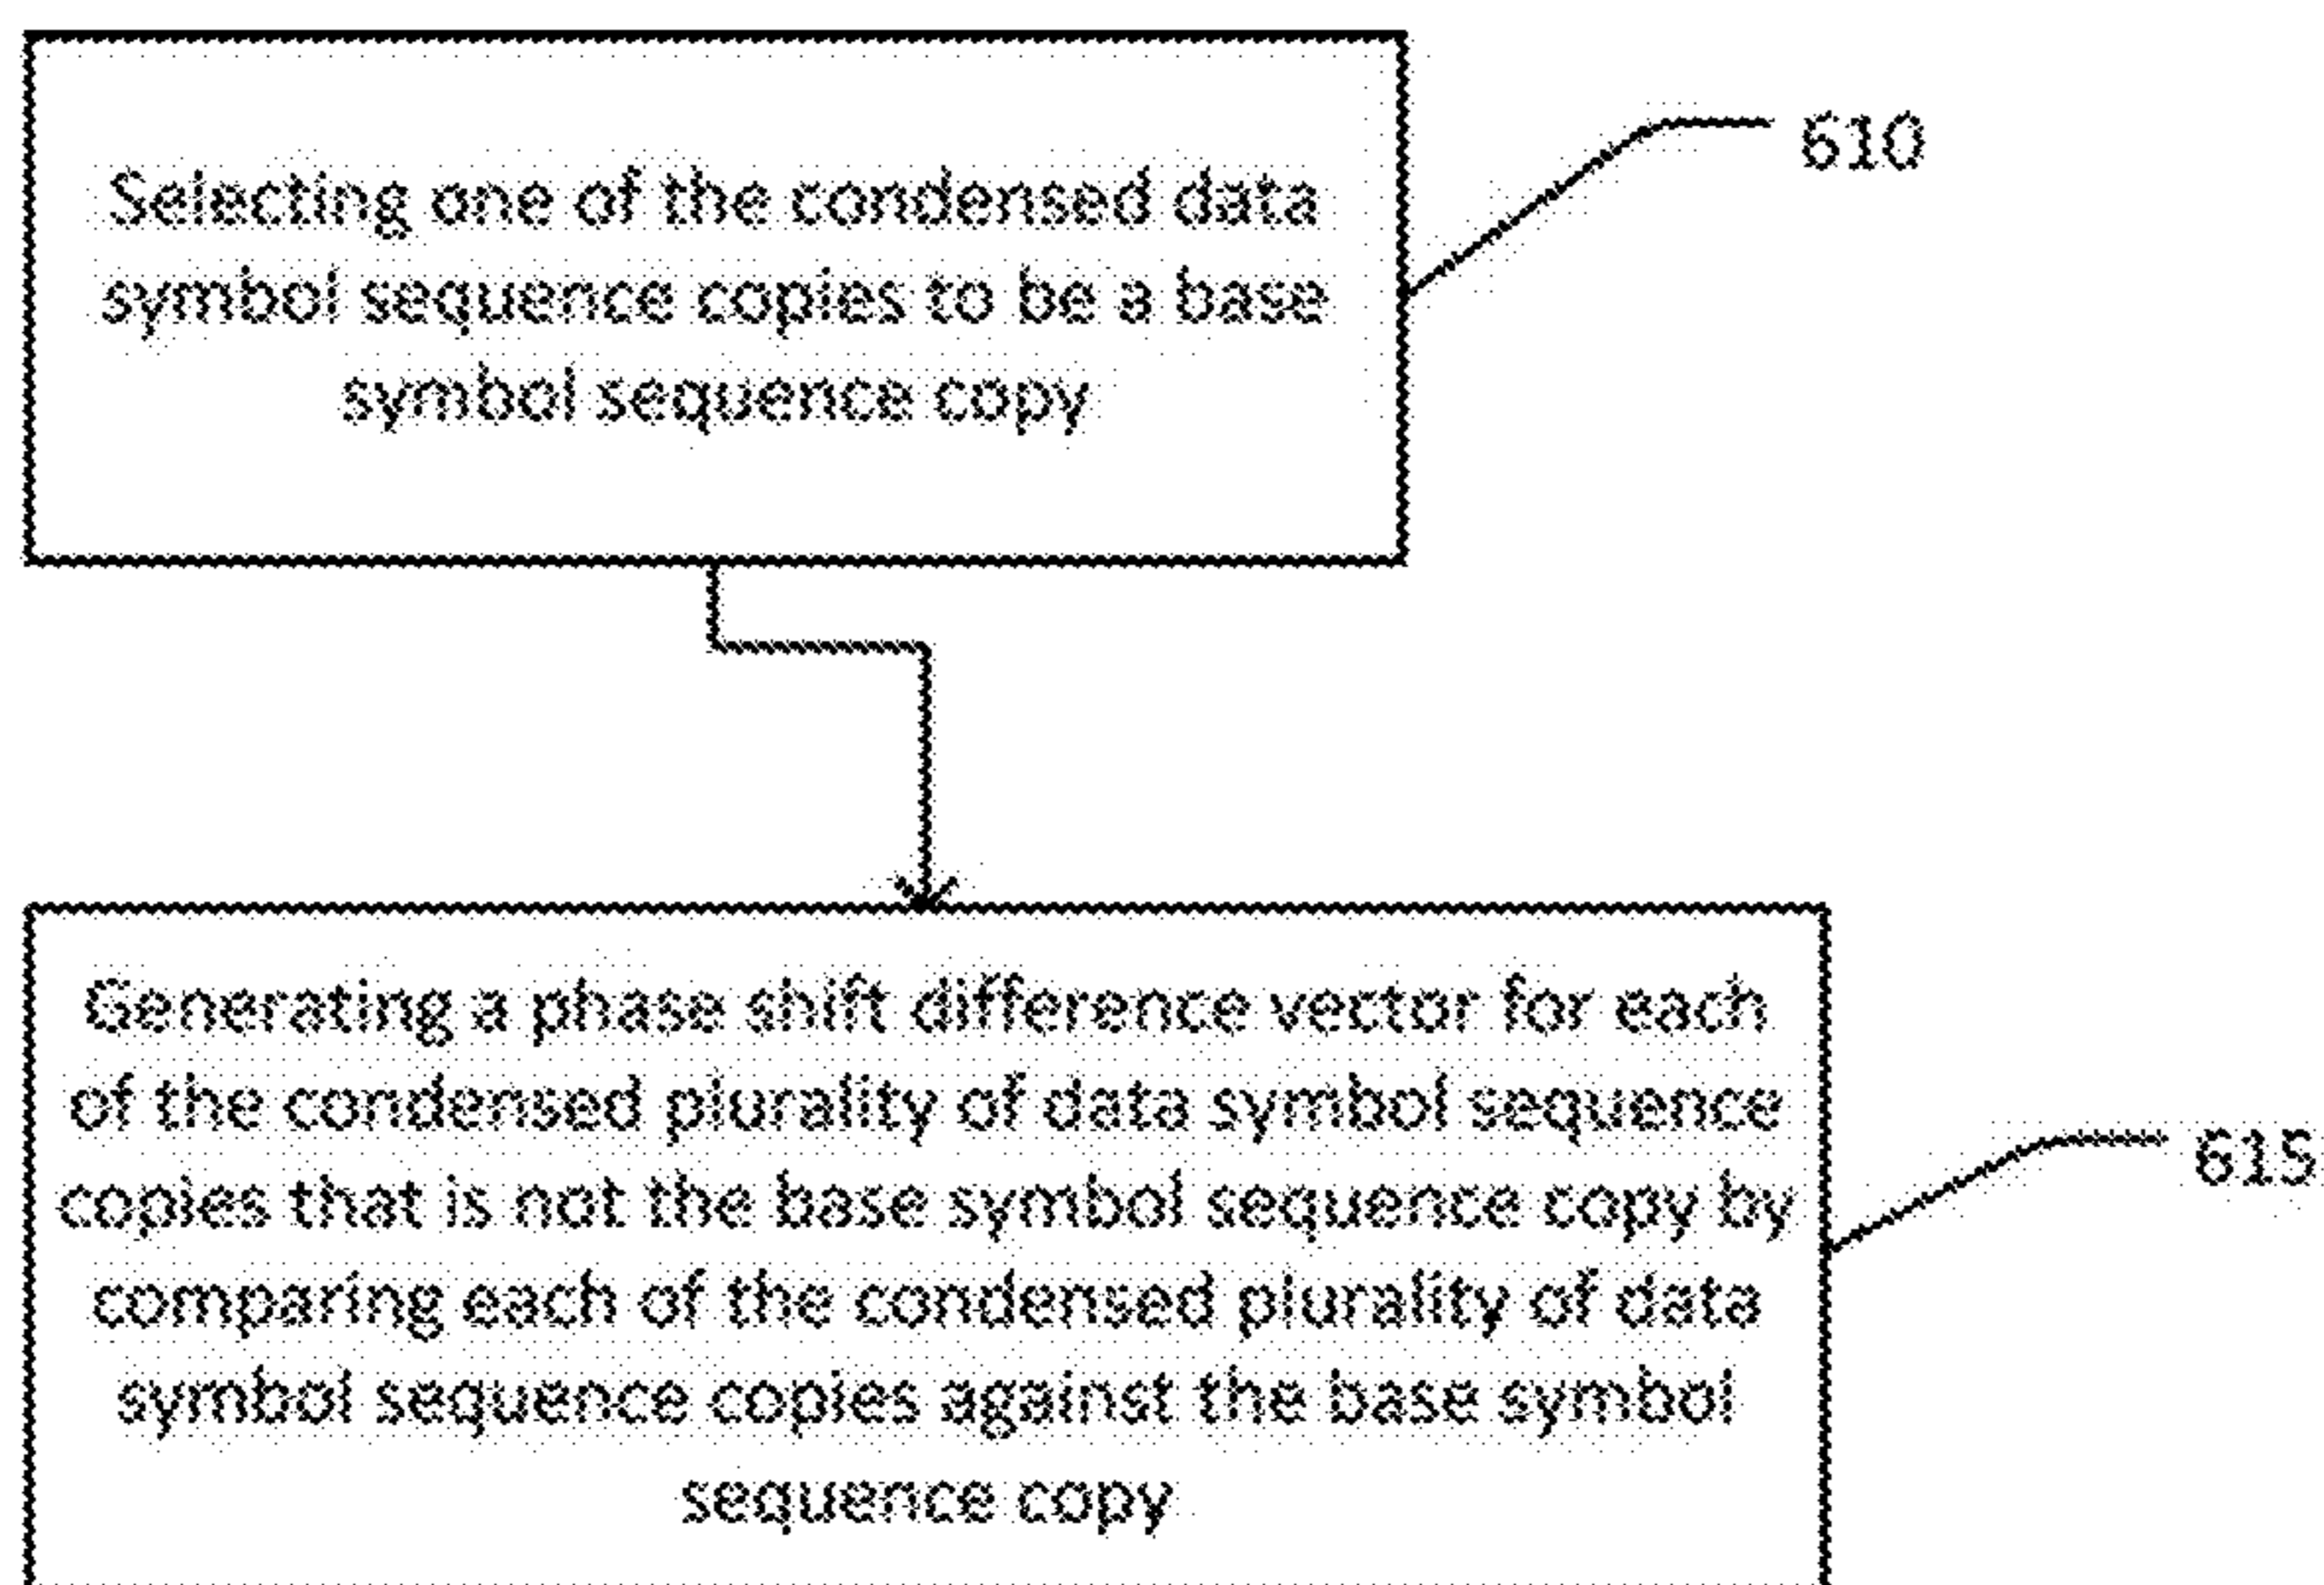 Selecting one of the condensed data
symbol sequence copies to be a base
symbol sequence copy
610
Generating a phase shift difference vector for each
of the condensed plurality of data symbol sequence
copies that is not the base symbol sequence copy by
comparing each of the condensed plurality of data
symbol sequence copies against the base symbol
sequence copy
615